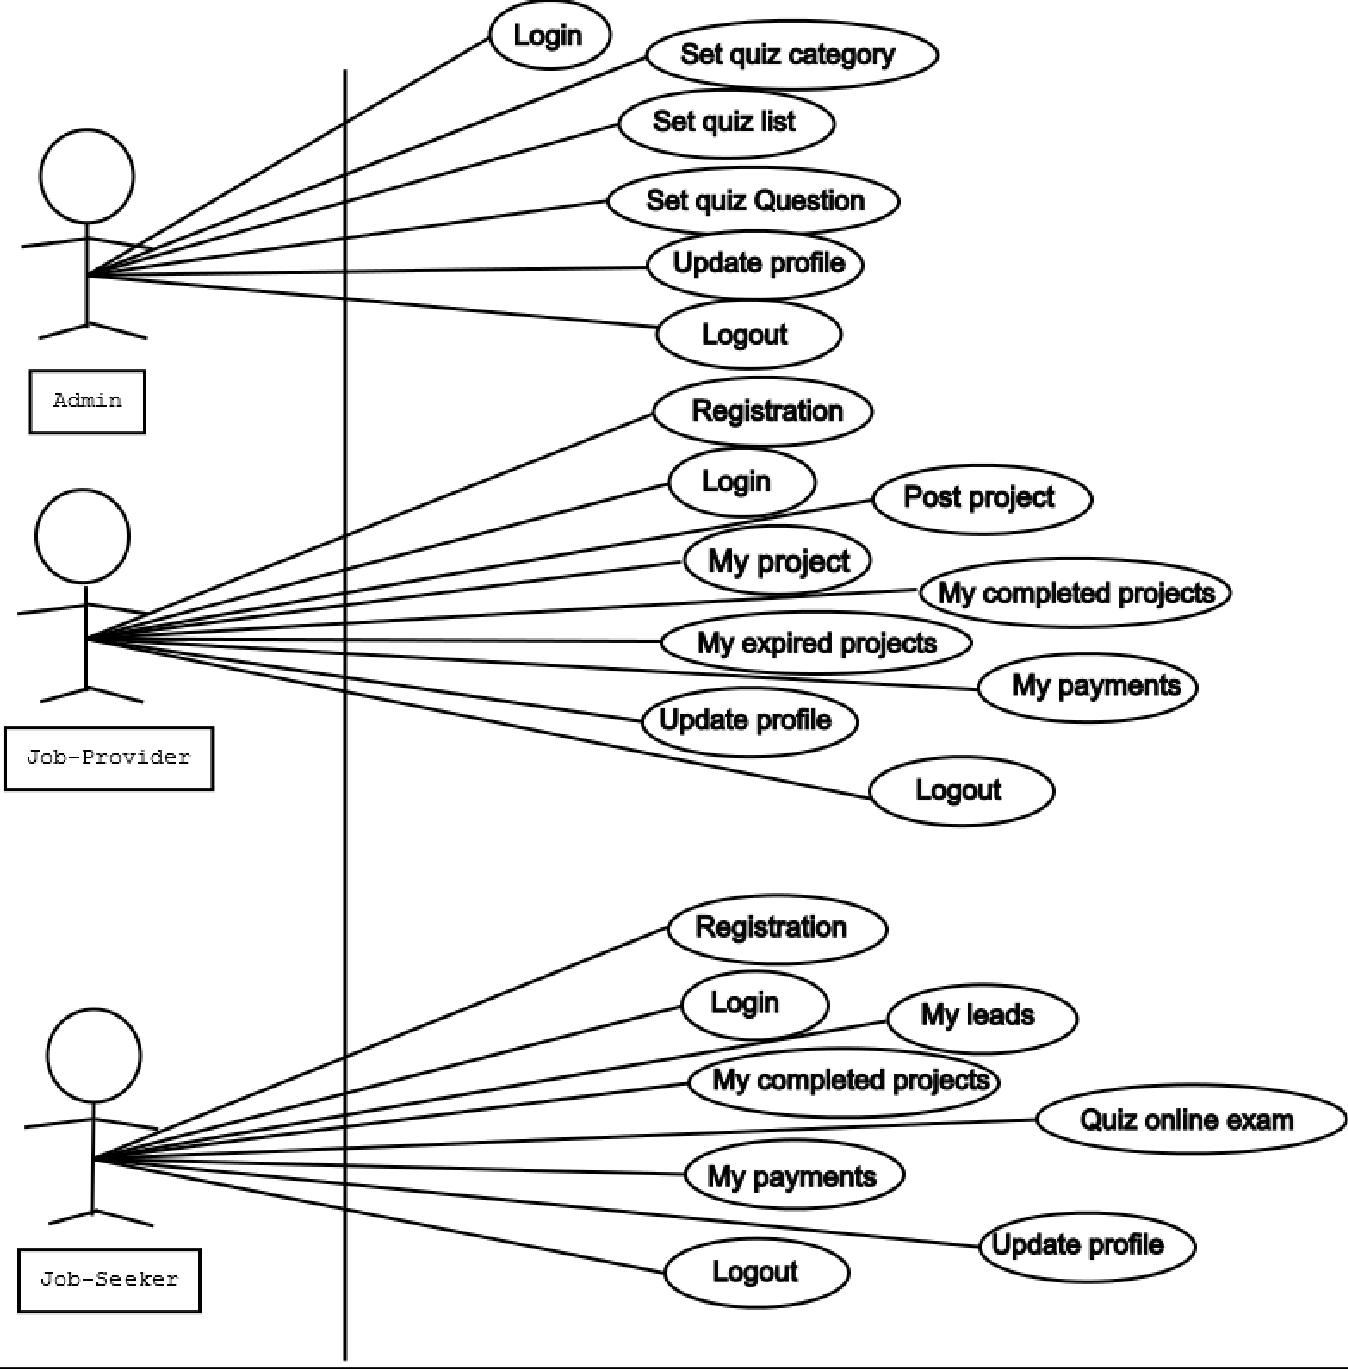 Login
Set quiz category
Set quiz list
Set quiz Question
Update profile
Logout
Admin
Registration
Login
Post project
My project
My completed projects
My expired projects
My payments
Update profile
Job-Provider
Logout
Registration
Login
My leads
My completed projects
Quiz online exam
My payments
Update profile
Logout
Job-Seeker